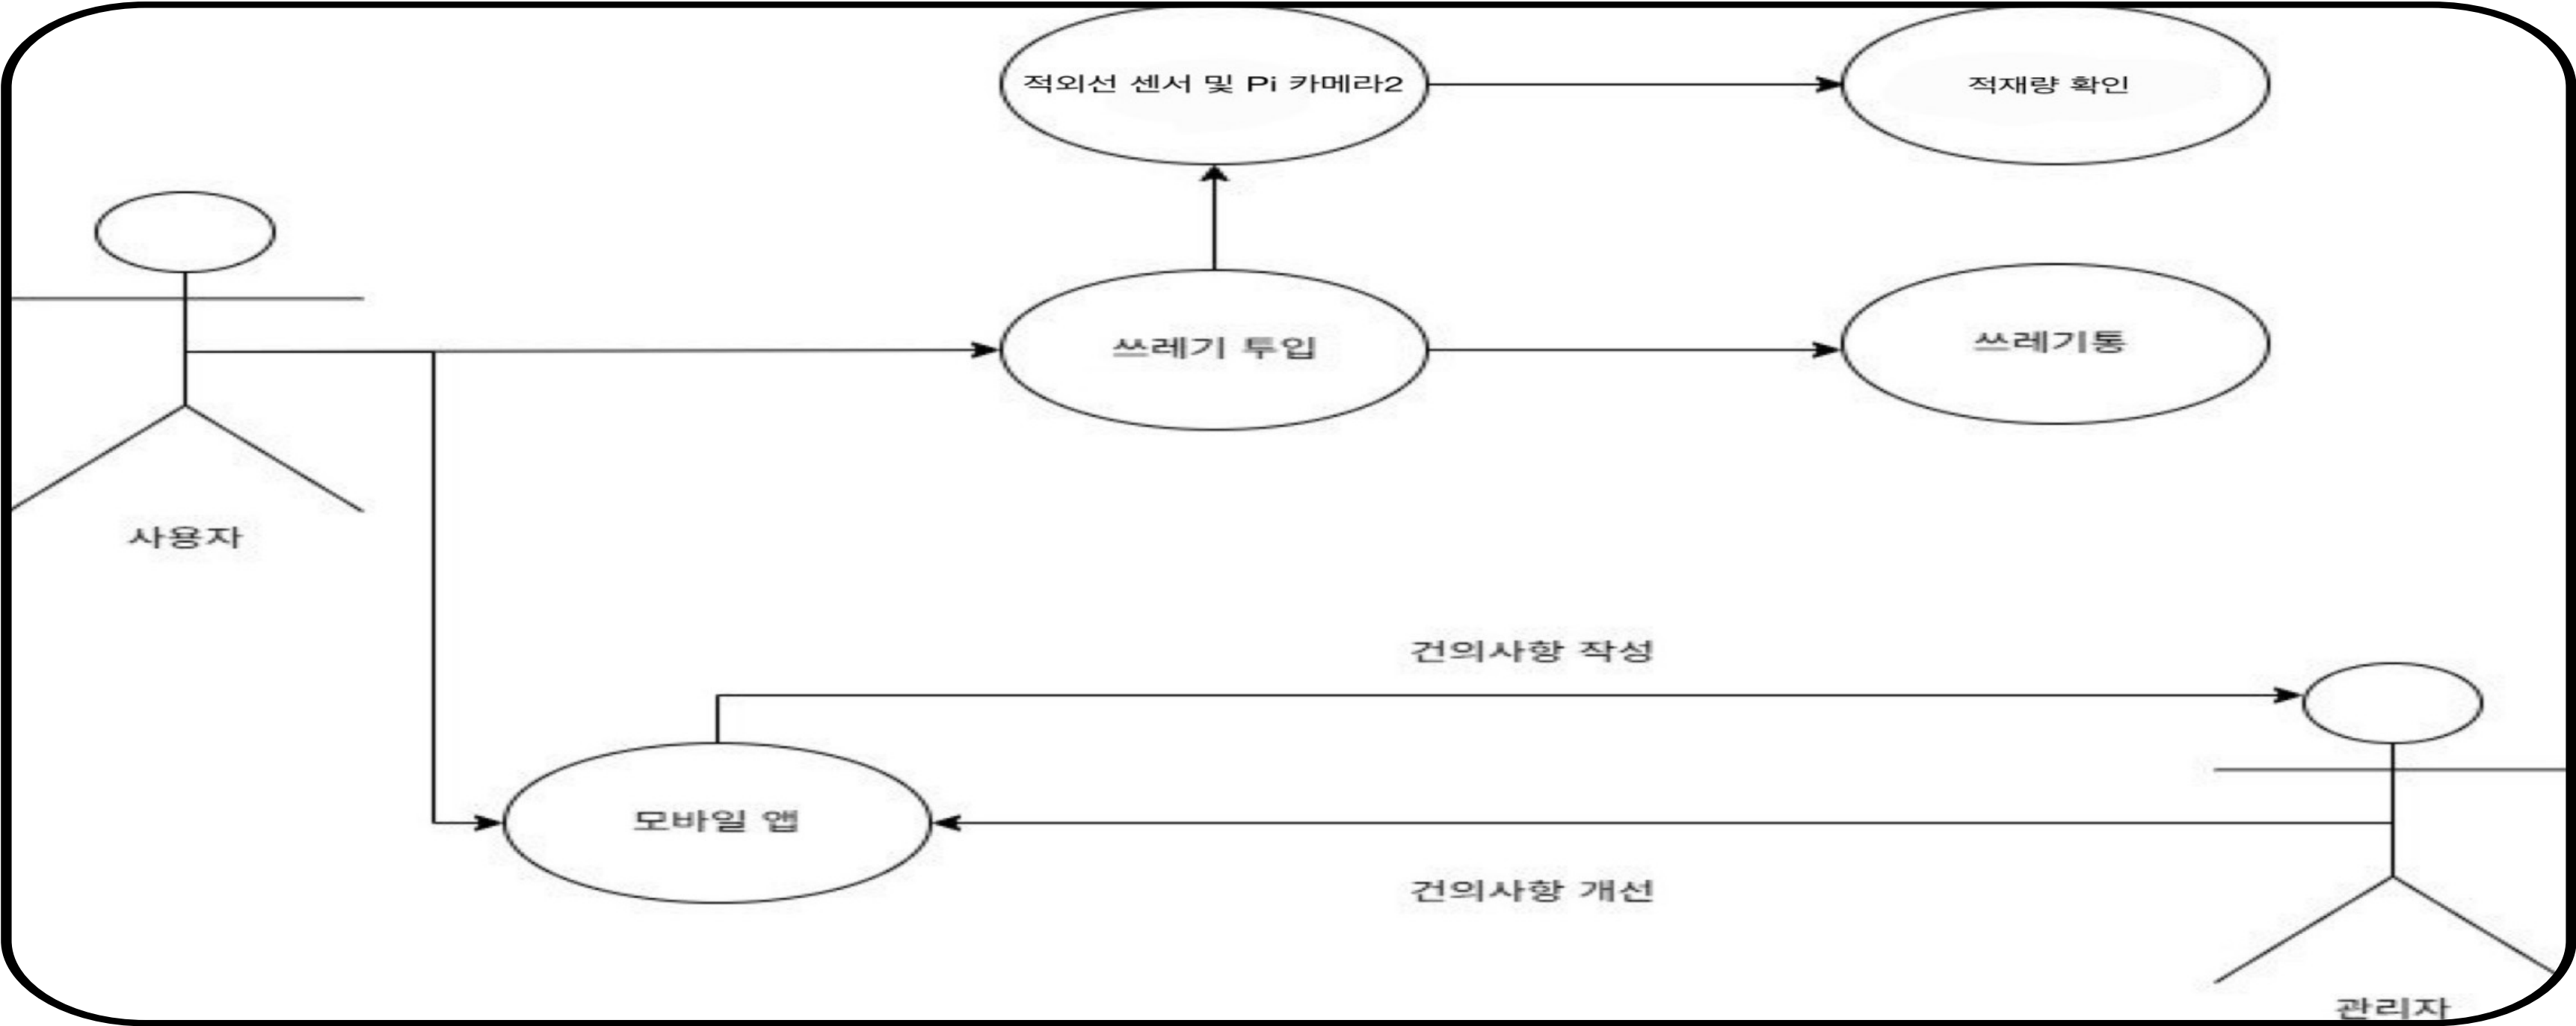 적외선 센서 및 Pi 카메라2
적재량 확인
쓰레기 투입
쓰레기통
사용자
건의사항 작성
모바일 앱
건의사항 개선
관리자